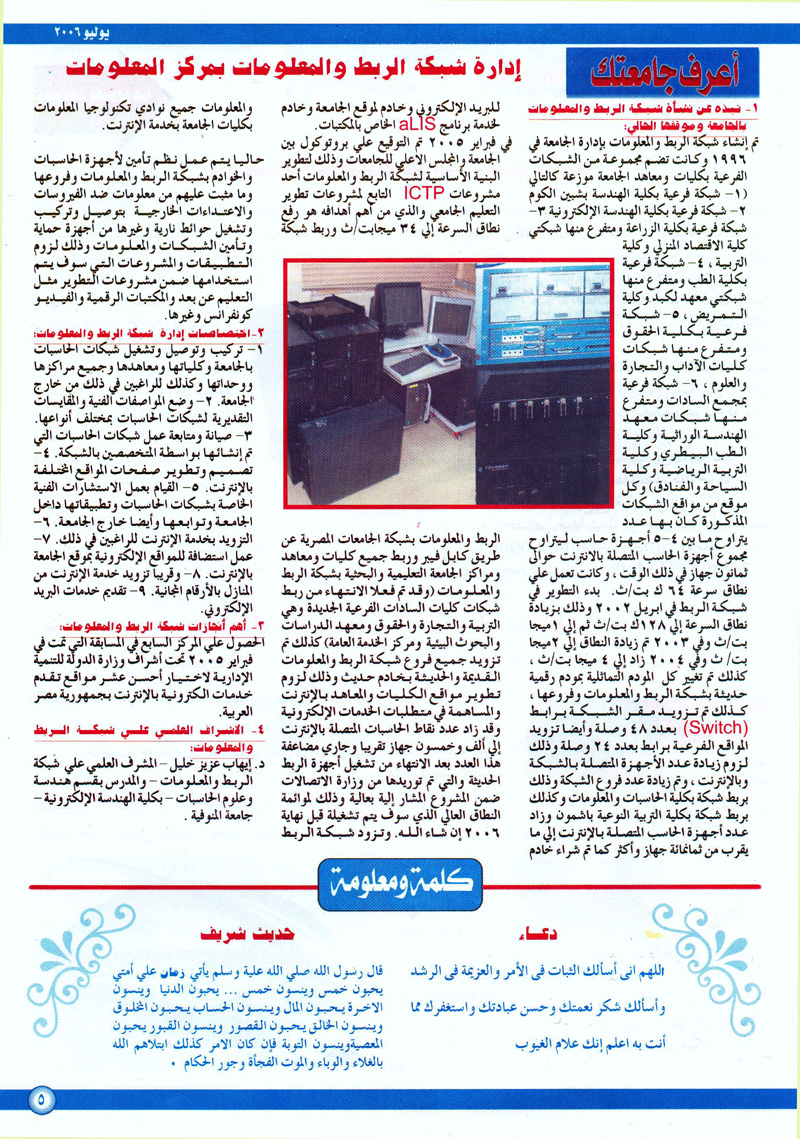 يوليو ٢٠٠٦
أعرف جامعتك
إدارة شبكة الربط والمعلومات بمركز المعلومات
١- نبذه عن نشأة شبكة الربط والمعلومات
بالجامعة وموقفها الحالي:
تم إنشاء شبكة الربط والمعلومات بإدارة الجامعة في
١٩٩٦ وكانت تضم مجموعة من الشبكات
الفرعية بكليات ومعاهد الجامعة موزعة كالتالي
(١- شبكة فرعية بكلية الهندسة بشبين الكوم
٢- شبكة فرعية بكلية الهندسة الإلكترونية ٣-
شبكة فرعية بكلية الزراعة ومتفرع منها شبكتي
كلية الاقتصاد المنزلي وكلية
التربية ، ٤- شبكة فرعية
بكلية الطب ومتفرع منها
شبكتي معهد لكبد وكلية
التمريض ، ٥- شبكة
فرعية بكلية الحقوق
ومتفرع منها شبكات
كليات الآداب والتجارة
والعلوم ، ٦- شبكة فرعية
بمجمع السادات ومتفرع
منها شبكات معهد
الهندسة الوراثية وكلية
الطب البيطري وكلية
التربية الرياضية وكلية
السياحة والفنادق) وكل
موقع من مواقع الشبكات
المذكورة كان بها عدد
يتراوح ما بين ٤-٥ أجهزة حاسب ليتراوح
مجموع أجهزة الحاسب المتصلة بالانترنت حوالى
ثمانون جهاز في ذلك الوقت ، وكانت تعمل علي
نطاق سرعة ٦٤ ك بت/ث. بدء التطوير في
شبكة الربط في ابريل ٢٠٠٢ وذلك بزيادة
نطاق السرعة إلي ١٢٨ك بت/ث ثم إلي ١ميجا
بت/ث وفي ٢٠٠٣ تم زيادة النطاق إلي ٢ميجا
بت/ ث وفي ٢٠٠٤ زاد إلي ٤ ميجا بت/ث ،
كذلك تم تغيير كل المودم التماثلية بمودم رقمية
حديثة بشبكة الربط و المعلومات وفروعها ،
كذلك تم تزويد مقر الشبكة برابط
(Switch) بعدد ٤٨ وصلة وأيضا تزويد
المواقع الفرعية برابط بعدد ٢٤ وصلة وذلك
لزوم زيادة عدد الأجهزة المتصلة بالشبكة
وبالإنترنت ، وتم زيادة عدد فروع الشبكة وذلك
بربط شبكة بكلية الحاسبات والمعلومات وكذلك
بربط شبكة بكلية التربية النوعية باشمون وزاد
عدد أجهزة الحاسب المتصلة بالإنترنت إلي ما
يقرب من ثمانمائة جهاز وأكثر كما تم شراء خادم
للبريد الإلكتروني وخادم لموقع الجامعة وخادم
لخدمة برنامج aLIS الخاص بالمكتبات.
في فبراير ٢٠٠٥ تم التوقيع علي بروتوكول بين
الجامعة والمجلس الاعلي للجامعات وذلك لتطوير
البنية الأساسية لشبكة الربط والمعلومات أحد
مشروعات ICTP التابع لمشروعات تطوير
التعليم الجامعي والذي من أهم أهدافه هو رفع
نطاق السرعة إلي ٣٤ ميجابت/ث وربط شبكة
الربط و المعلومات بشبكة الجامعات المصرية عن
طريق كابل فيبر وربط جميع كليات ومعاهد
ومراكز الجامعة التعليمية و البحثية بشبكة الربط
والمعلومات (وقد تم فعلا الانتهاء من ربط
شبكات كليات السادات الفرعية الجديدة وهي
التربية والتجارة والحقوق ومعهد الدراسات
والبحوث البيئية ومركز الخدمة العامة) كذلك تم
تزويد جميع فروع شبكة الربط والمعلومات
القديمة والحديثة بخادم حديث وذلك لزوم
تطوير مواقع الكليات و المعاهد بالإنترنت
والمساهمة في متطلبات الخدمات الإلكترونية
وقد زاد عدد نقاط الحاسبات المتصلة بالإنترنت
إلي ألف وخمسون جهاز تقريبا وجاري مضاعفة
هذا العدد بعد الانتهاء من تشغيل أجهزة الربط
الحديثة والتي تم توريدها من وزارة الاتصالات
ضمن المشروع المشار إلية بعالية وذلك لموائمة
النطاق العالي الذي سوف يتم تشغيلة قبل نهاية
٢٠٠٦ إن شاء الله. وتزود شبكة الربط
والمعلومات جميع نوادي تكنولوجيا المعلومات
بكليات الجامعة بخدمة الإنترنت.
حاليا يتم عمل نظم تأمين لأجهزة الحاسبات
والخوادم بشبكة الربط و المعلومات وفروعها
وما مثبت عليهم من معلومات ضد الفيروسات
والاعتداءات الخارجية بتوصيل وتركيب
وتشغيل حوائط نارية وغيرها من أجهزة حماية
وتأمين الشبكات والمعلومات وذلك لزوم
التطبيقات والمشروعات التي سوف يتم
استخدامها ضمن مشروعات التطوير مثل
التعليم عن بعد والمكتبات الرقمية والفيديو
كونفرانس وغيرها.
٢-اختصاصات إدارة شبكة الربط والمعلومات:
١- تركيب وتوصيل وتشغيل شبكات الحاسبات
بالجامعة وكلياتها ومعاهدها وجميع مراكزها
ووحداتها وكذلك للراغبين في ذلك من خارج
الجامعة. ٢- وضع المواصفات الفنية والمقايسات
التقديرية لشبكات الحاسبات بمختلف أنواعها.
٣- صيانة ومتابعة عمل شبكات الحاسبات التي
تم إنشائها بواسطة المتخصصين بالشبكة. ٤-
تصميم وتطوير صفحات المواقع المختلفة
بالإنترنت. ٥- القيام بعمل الاستشارات الفنية
الخاصة بشبكات الحاسبات وتطبيقاتها داخل
الجامعة وتوابعها وأيضا خارج الجامعة. ٦-
التزويد بخدمة الإنترنت للراغبين في ذلك. ٧-
عمل استضافة للمواقع الإلكترونية بموقع الجامعة
بالإنترنت. ٨- وقريبا تزويد خدمة الإنترنت من
المنازل بالأرقام المجانية. ٩- تقديم خدمات البريد
الإلكتروني.
٣- أهم أنجازات شبكة الربط والمعلومات:
الحصول علي المركز السابع في المسابقة التي تمت في
فبراير ٢٠٠٥ تحت أشراف وزارة الدولة للتنمية
الإدارية لاختيار أحسن عشر مواقع تقدم
خدمات الكترونية بالإنترنت بجمهورية مصر
العربية.
٤- الاشراف العلمي علي شبكة الربط
والمعلومات:
د. إيهاب عزيز خليل – المشرف العلمي علي شبكة
الربط والمعلومات – والمدرس بقسم هندسة
وعلوم الحاسبات – بكلية الهندسة الإلكترونية –
جامعة المنوفية .
كلمة ومعلومة
دعاء
اللهم انى أسألك الثبات فى الأمر والعزيمة فى الرشد
وأسألك شكر نعمتك وحسن عبادتك واستغفرك مما
أنت به اعلم إنك علام الغيوب
حديث شريف
قال رسول الله صلي الله علية وسلم يأتي زمان علي أمتي
يحبون خمس وينسون خمس ... يحبون الدنيا وينسون
الاخرة يحبون المال وينسون الحساب يحبون المخلوق
وينسون الخالق يحبون القصور وينسون القبور يحبون
المعصيةوينسون التوبة فإن كان الامر كذلك ابتلاهم الله
بالغلاء والوباء والموت الفجأة وجور الحكام .
٥